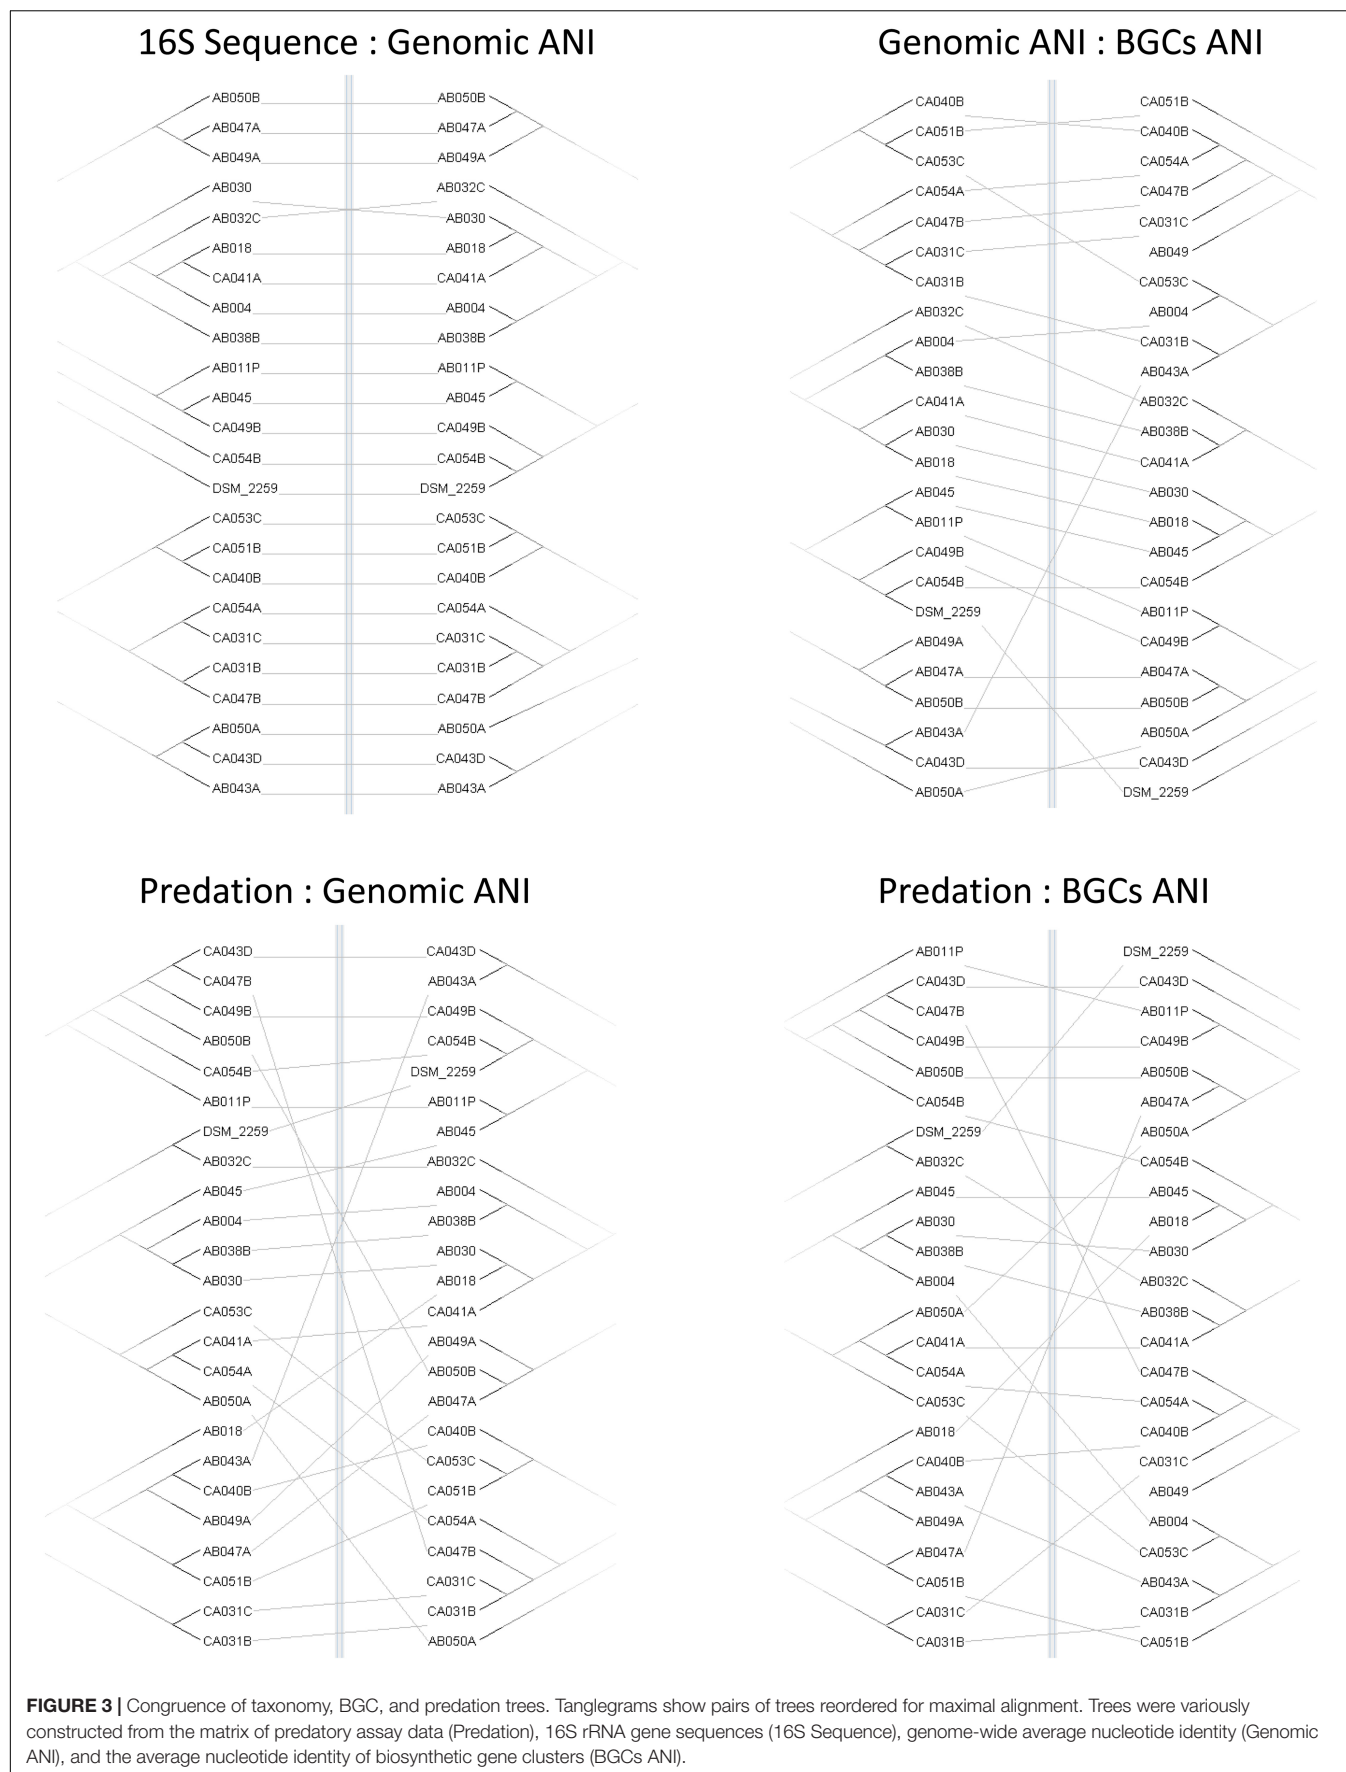 16S Sequence : Genomic ANI
AB050B AB050B
AB047A AB047A
AB049A AB049A
AB030 AB032C
AB032C AB030
AB018 AB018
CA041A CA041A
AB004 AB004
AB038B AB038B
AB011P AB011P
AB045 AB045
CA049B CA049B
CA054B CA054B
DSM_2259 DSM_2259
CA053C CA053C
CA051B CA051B
CA040B CA040B
CA054A CA054A
CA031C CA031C
CA031B CA031B
CA047B CA047B
AB050A AB050A
CA043D CA043D
AB043A AB043A
Genomic ANI : BGCs ANI
CA040B CA051B
CA051B CA040B
CA053C CA054A
CA054A CA047B
CA047B CA031C
CA031C AB049
CA031B CA053C
AB032C AB004
AB004 CA031B
AB038B AB043A
CA041A AB032C
AB030 AB038B
AB018 CA041A
AB045 AB030
AB011P AB018
CA049B AB045
CA054B CA054B
DSM_2259 AB011P
AB049A CA049B
AB047A AB047A
AB050B AB050B
AB043A AB050A
CA043D CA043D
AB050A DSM_2259
Predation : Genomic ANI
CA043D CA043D
CA047B AB043A
CA049B CA049B
AB050B CA054B
CA054B DSM_2259
AB011P AB011P
DSM_2259 AB045
AB032C AB032C
AB045 AB004
AB004 AB038B
AB038B AB030
AB030 AB018
CA053C CA041A
CA041A AB049A
CA054A AB050B
AB050A AB047A
AB018 CA040B
AB043A CA053C
CA040B CA051B
AB049A CA054A
AB047A CA047B
CA051B CA031C
CA031C CA031B
CA031B AB050A
Predation : BGCs ANI
AB011P DSM_2259
CA043D CA043D
CA047B AB011P
CA049B CA049B
AB050B AB050B
CA054B AB047A
DSM_2259 AB050A
AB032C CA054B
AB045 AB045
AB030 AB018
AB038B AB030
AB004 AB032C
AB050A AB038B
CA041A CA041A
CA054A CA047B
CA053C CA054A
AB018 CA040B
CA040B CA031C
AB043A AB049
AB049A AB004
AB047A CA053C
CA051B AB043A
CA031C CA031B
CA031B CA051B
FIGURE 3 | Congruence of taxonomy, BGC, and predation trees. Tanglegrams show pairs of trees reordered for maximal alignment. Trees were variously
constructed from the matrix of predatory assay data (Predation), 16S rRNA gene sequences (16S Sequence), genome-wide average nucleotide identity (Genomic
ANI), and the average nucleotide identity of biosynthetic gene clusters (BGCs ANI).